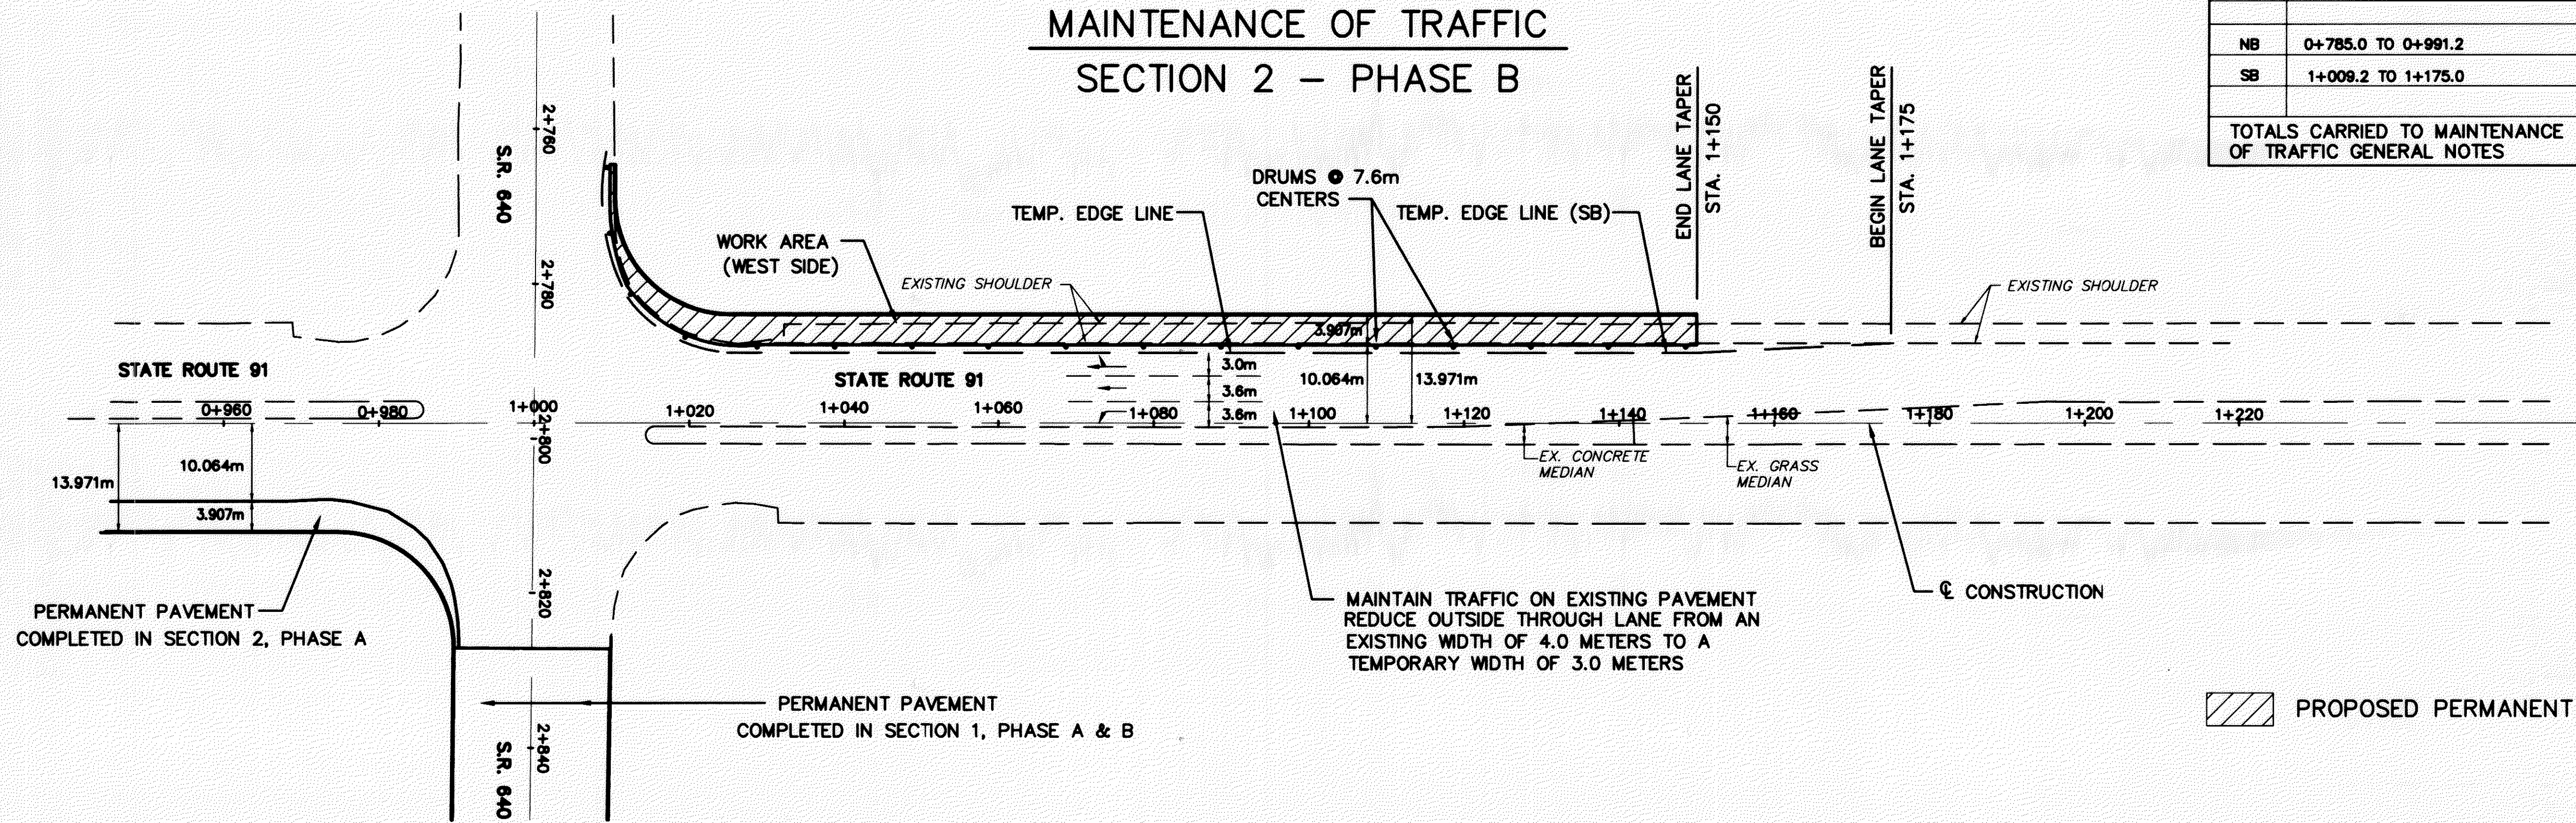 MAINTENANCE OF TRAFFIC
SECTION 2 - PHASE B
NB 0+785.0 TO 0+991.2
SB 1+009.2 TO 1+175.0
TOTALS CARRIED TO MAINTENANCE
OF TRAFFIC GENERAL NOTES
S.R. 640
2+760
2+780
2+800
2+820
2+840
S.R. 640
WORK AREA
(WEST SIDE)
EXISTING SHOULDER
TEMP. EDGE LINE
DRUMS @ 7.6m
CENTERS
TEMP. EDGE LINE (SB)
END LANE TAPER
STA. 1+150
BEGIN LANE TAPER
STA. 1+175
EXISTING SHOULDER
STATE ROUTE 91
STATE ROUTE 91
3.907m
3.0m
3.6m
3.6m
10.064m
13.971m
0+960
0+980
1+000
1+020
1+040
1+060
1+080
1+100
1+120
1+140
1+160
1+180
1+200
1+220
10.064m
13.971m
3.907m
EX. CONCRETE
MEDIAN
EX. GRASS
MEDIAN
℄ CONSTRUCTION
PERMANENT PAVEMENT
COMPLETED IN SECTION 2, PHASE A
MAINTAIN TRAFFIC ON EXISTING PAVEMENT
REDUCE OUTSIDE THROUGH LANE FROM AN
EXISTING WIDTH OF 4.0 METERS TO A
TEMPORARY WIDTH OF 3.0 METERS
PERMANENT PAVEMENT
COMPLETED IN SECTION 1, PHASE A & B
PROPOSED PERMANENT